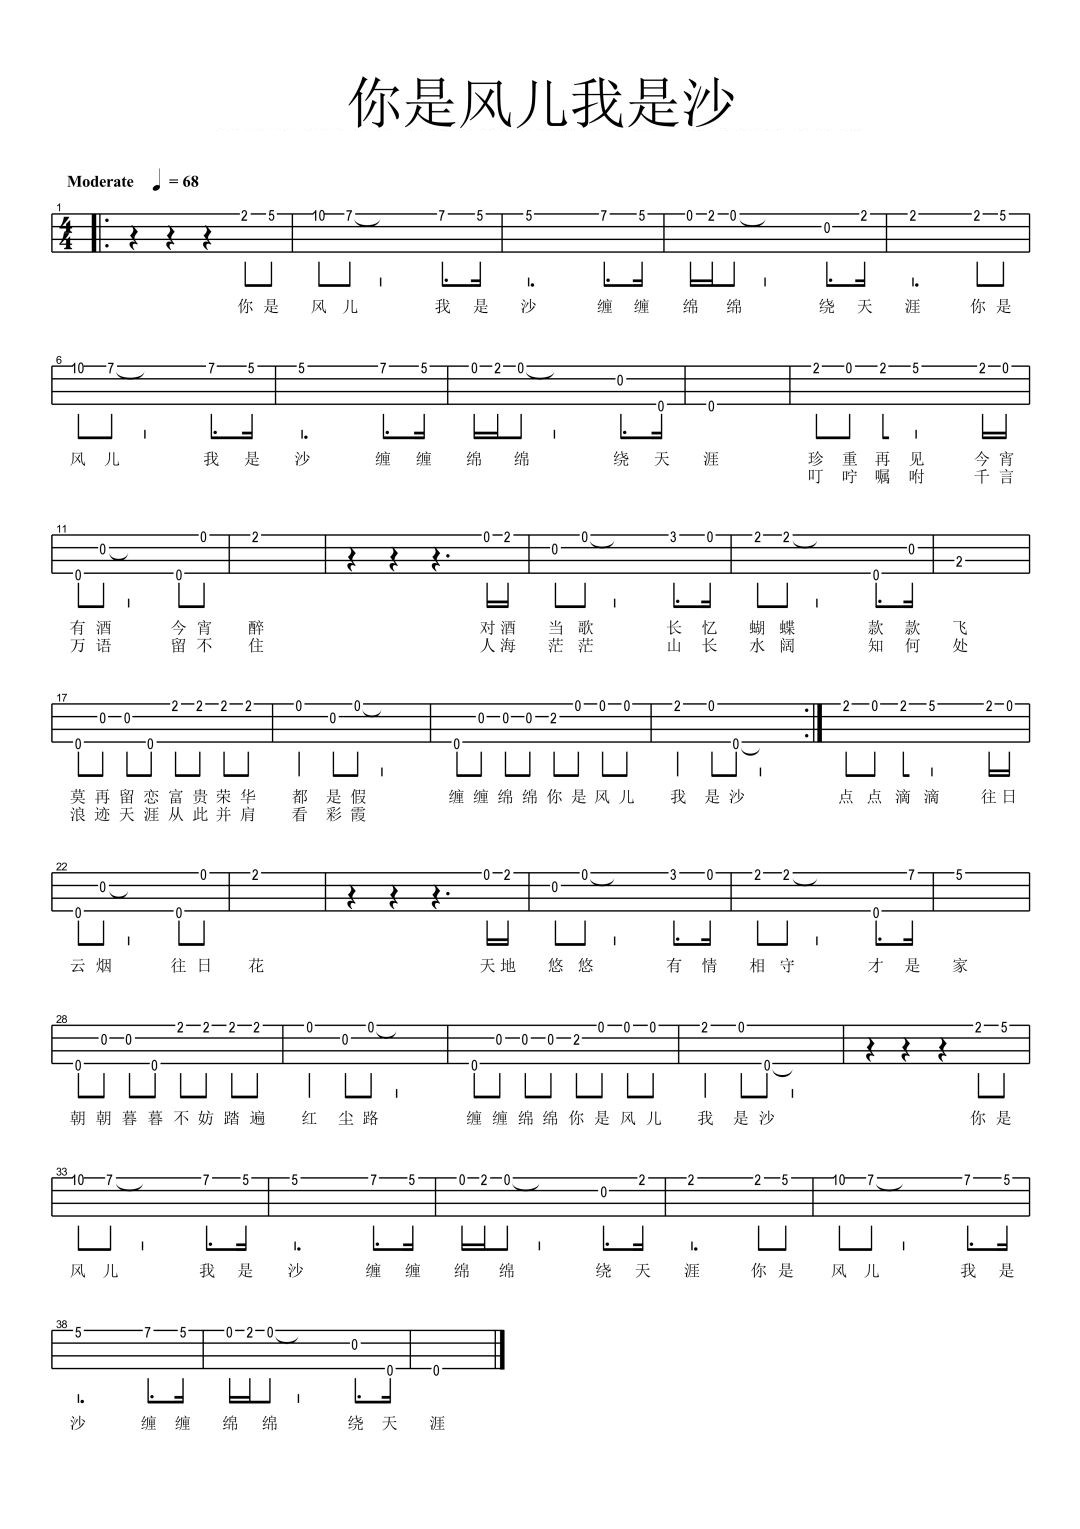 你是风儿我是沙
Moderate ♩ = 68
1
4
4
2 5 10 7 7 5 5 7 5 0 2 0 0 2 2 2 5
你是 风儿 我 是 沙 缠 缠 绵 绵 绕 天 涯 你 是
6
10 7 7 5 5 7 5 0 2 0 0 0 0 2 0 2 5 2 0
风 儿 我 是 沙 缠 缠 绵 绵 绕 天 涯 珍 重 再 见 今 宵
叮 咛 嘱 咐 千 言
11
0 0 0 0 2 0 2 0 0 3 0 2 2 0 0 2
有 酒 今 宵 醉 对 酒 当 歌 长 忆 蝴 蝶 款 款 飞
万 语 留 不 住 人 海 茫 茫 山 长 水 阔 知 何 处
17
0 0 0 0 2 2 2 2 0 0 0 0 0 0 0 2 0 0 0 2 0 0 2 0 2 5 2 0
莫 再 留 恋 富 贵 荣 华 都 是 假 缠 缠 绵 绵 你 是 风 儿 我 是 沙 点 点 滴 滴 往 日
浪 迹 天 涯 从 此 并 肩 看 彩 霞
22
0 0 0 0 2 0 2 0 0 3 0 2 2 0 7 5
云 烟 往 日 花 天 地 悠 悠 有 情 相 守 才 是 家
28
0 0 0 0 2 2 2 2 0 0 0 0 0 0 0 2 0 0 0 2 0 0 2 5
朝 朝 暮 暮 不 妨 踏 遍 红 尘 路 缠 缠 绵 绵 你 是 风 儿 我 是 沙 你 是
33
10 7 7 5 5 7 5 0 2 0 0 2 2 2 5 10 7 7 5
风 儿 我 是 沙 缠 缠 绵 绵 绕 天 涯 你 是 风 儿 我 是
38
5 7 5 0 2 0 0 0 0
沙 缠 缠 绵 绵 绕 天 涯